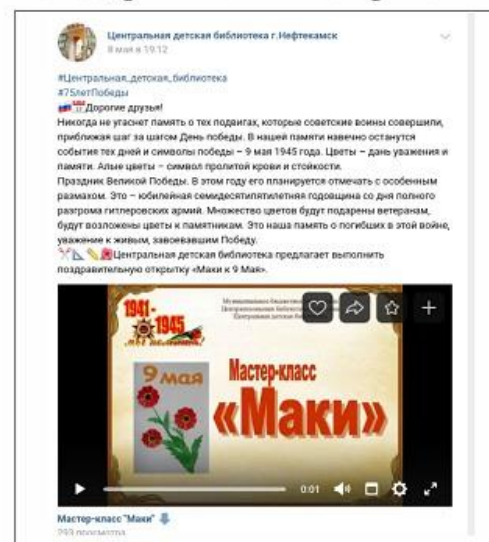 Центральная детская библиотека г.Нефтекамск
8 мая в 19:12
#Центральная_детская_библиотека
#75летПобеды
Дорогие друзья!
Никогда не угаснет память о тех подвигах, которые советские воины совершили,
приближая шаг за шагом День победы. В нашей памяти навечно останутся
событие тех дней и символы победы – 9 мая 1945 года. Цветы – дань уважения и
памяти. Алые цветы – символ пролитой крови и стойкости.
Праздник Великой Победы. В этом году его планируется отмечать с особенным
размахом. Это – юбилейная семидесятипятилетняя годовщина со дня полного
разгрома гитлеровских армий. Множество цветов будут подарены ветеранам,
будут возложены цветы к памятникам. Это наша память о погибших в этой войне,
уважение к живым, завоевавшим Победу.
Центральная детская библиотека предлагает выполнить
поздравительную открытку «Маки к 9 Мая».
1941-
1945
мы помним!
9 мая
Мастер-класс
«Маки»
0:01
Мастер-класс "Маки"
293 просмотра